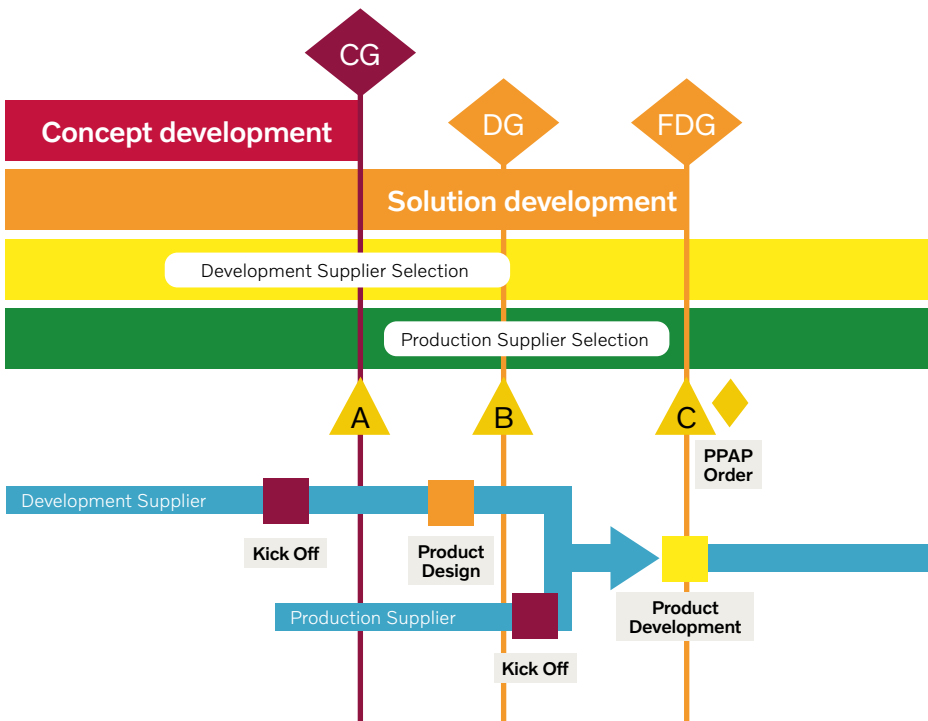 CG
DG
FDG
Concept development
Solution development
Development Supplier Selection
Production Supplier Selection
A
B
C
PPAP
Order
Development Supplier
Kick Off
Product
Design
Production Supplier
Product
Development
Kick Off